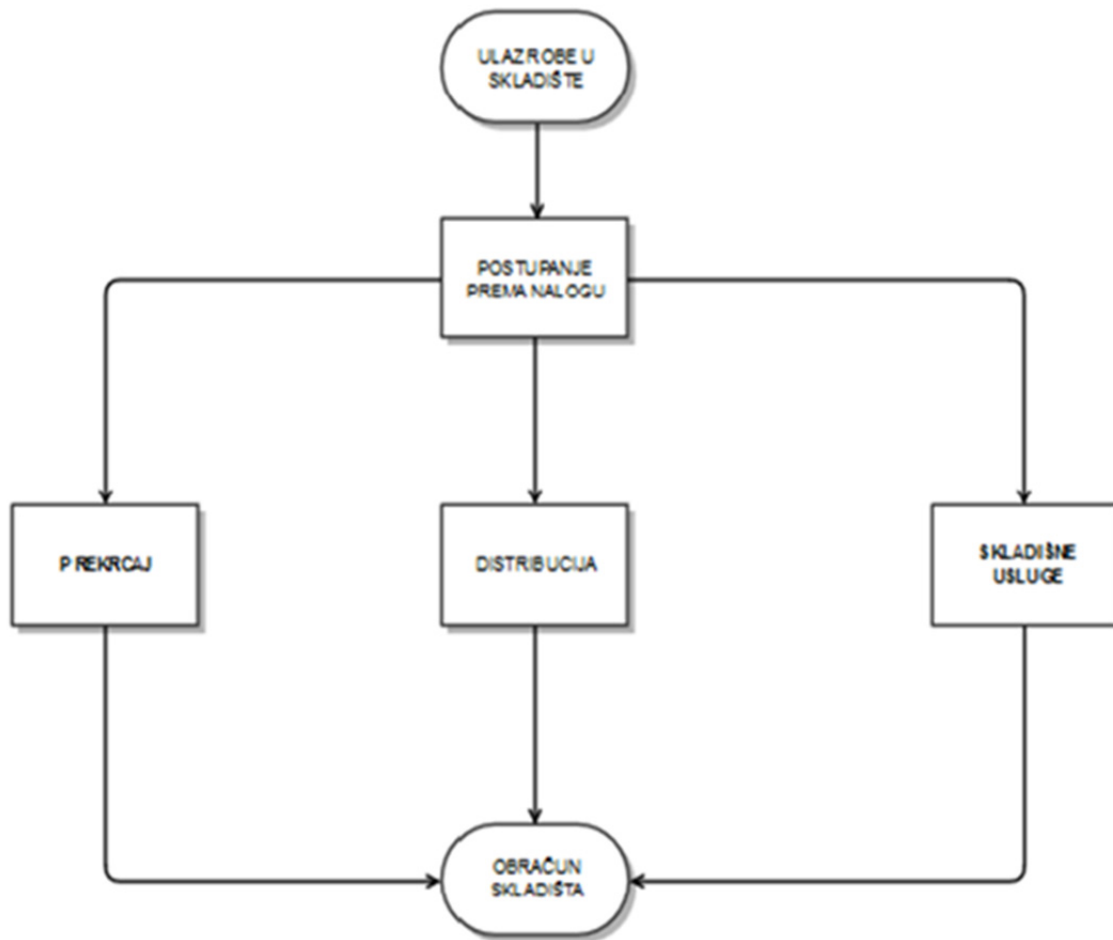 ULAZ ROBE U
SKLADIŠTE
POSTUPANJE
PREMA NALOGU
PREKRCAJ
DISTRIBUCIJA
SKLADIŠNE
USLUGE
OBRAČUN
SKLADIŠTA